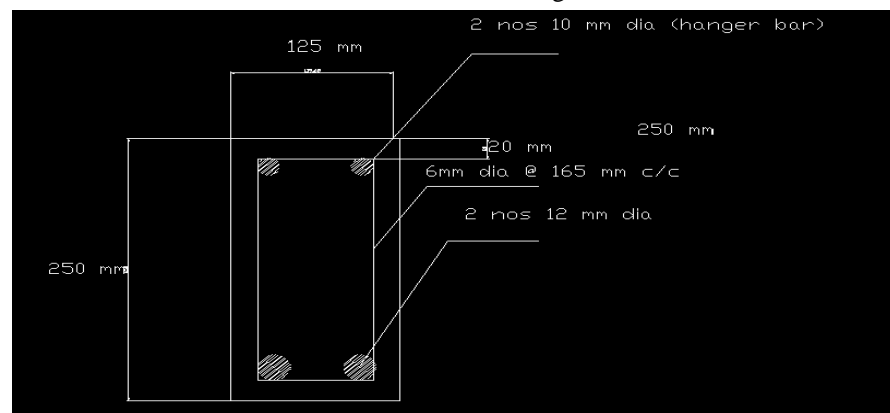 2 nos 10 mm dia (hanger bar)
125 mm
250 mm
20 mm
6mm dia @ 165 mm c/c
2 nos 12 mm dia
250 mm